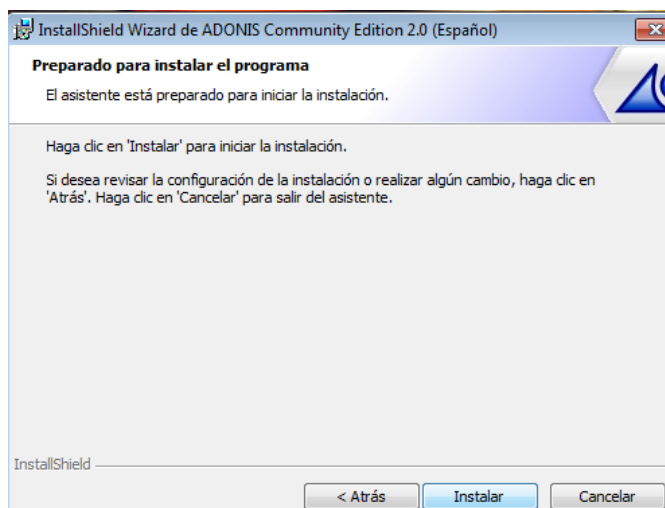 InstallShield Wizard de ADONIS Community Edition 2.0 (Español)
Preparado para instalar el programa
El asistente está preparado para iniciar la instalación.
Haga clic en 'Instalar' para iniciar la instalación.
Si desea revisar la configuración de la instalación o realizar algún cambio, haga clic en
'Atrás'. Haga clic en 'Cancelar' para salir del asistente.
InstallShield
< Atrás
Instalar
Cancelar